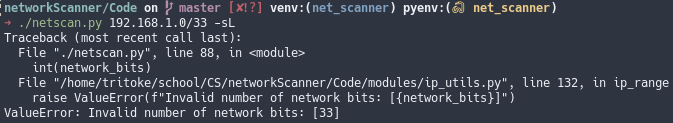 networkScanner/Code on master [✘!?] venv:(net_scanner) pyenv:(🐏 net_scanner)
➜ ./netscan.py 192.168.1.0/33 -sL
Traceback (most recent call last):
  File "./netscan.py", line 88, in <module>
    int(network_bits)
  File "/home/tritoke/school/CS/networkScanner/Code/modules/ip_utils.py", line 132, in ip_range
    raise ValueError(f"Invalid number of network bits: [{network_bits}]")
ValueError: Invalid number of network bits: [33]